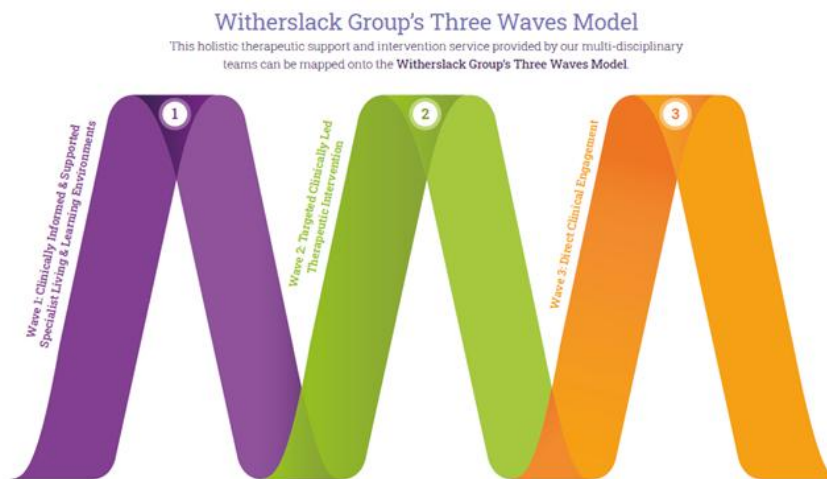 Witherslack Group's Three Waves Model
This holistic therapeutic support and intervention service provided by our multi-disciplinary
teams can be mapped onto the Witherslack Group's Three Waves Model.
1
Wave 1: Clinically Informed & Supported
Specialist Living & Learning Environments
2
Wave 2: Targeted Clinically Led
Therapeutic Intervention
3
Wave 3: Direct Clinical Engagement